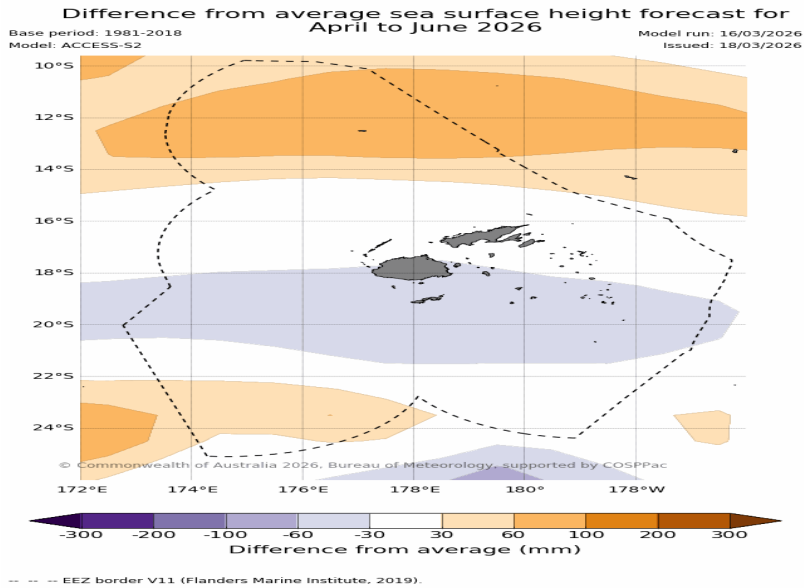 Difference from average sea surface height forecast for
April to June 2026
Base period: 1981-2018
Model: ACCESS-S2
Model run: 16/03/2026
Issued: 18/03/2026
10°S
12°S
14°S
16°S
18°S
20°S
22°S
24°S
© Commonwealth of Australia 2026, Bureau of Meteorology, supported by COSPPac
172°E 174°E 176°E 178°E 180° 178°W
-300 -200 -100 -60 -30 30 60 100 200 300
Difference from average (mm)
-- -- -- EEZ border V11 (Flanders Marine Institute, 2019).